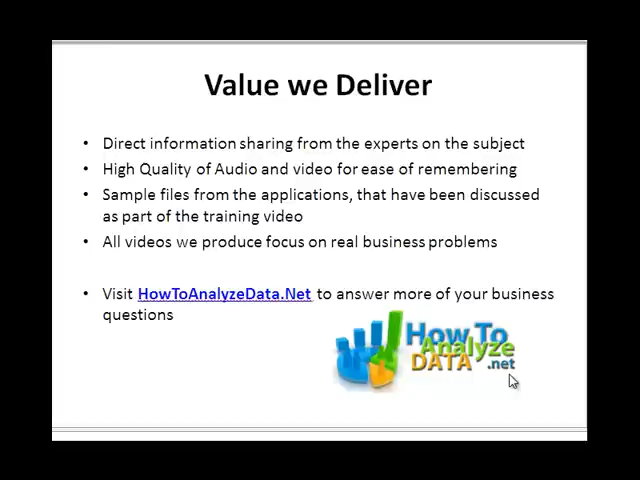 Value we Deliver
• Direct information sharing from the experts on the subject
• High Quality of Audio and video for ease of remembering
• Sample files from the applications, that have been discussed
as part of the training video
• All videos we produce focus on real business problems
• Visit HowToAnalyzeData.Net to answer more of your business
questions
How To
Analyze
DATA .net